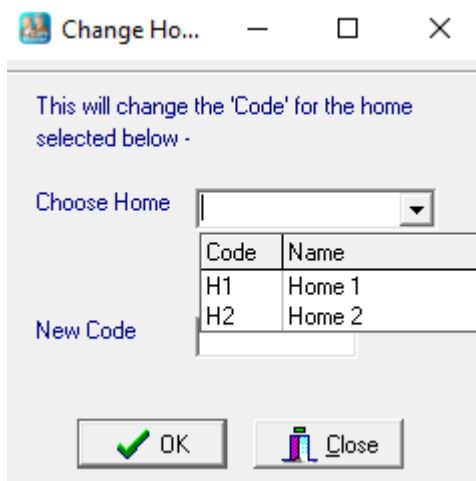 Change Ho...
This will change the 'Code' for the home
selected below -
Choose Home
Code Name
H1 Home 1
H2 Home 2
New Code
OK Close